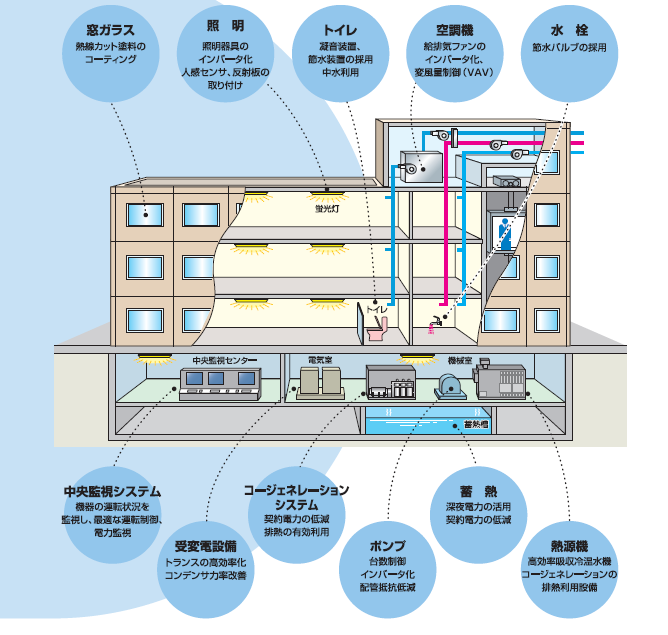 窓ガラス
熱線カット塗料の
コーティング
照　明
照明器具の
インバータ化
人感センサ、反射板の
取り付け
トイレ
凝音装置、
節水装置の採用
中水利用
空調機
給排気ファンの
インバータ化、
変風量制御（VAV）
水　栓
節水バルブの採用
蛍光灯
トイレ
中央監視センター
電気室
機械室
蓄熱槽
中央監視システム
機器の運転状況を
監視し、最適な運転制御、
電力監視
受変電設備
トランスの高効率化
コンデンサ力率改善
コージェネレーション
システム
契約電力の低減
排熱の有効利用
ポンプ
台数制御
インバータ化
配管抵抗低減
蓄　熱
深夜電力の活用
契約電力の低減
熱源機
高効率吸収冷温水機
コージェネレーションの
排熱利用設備